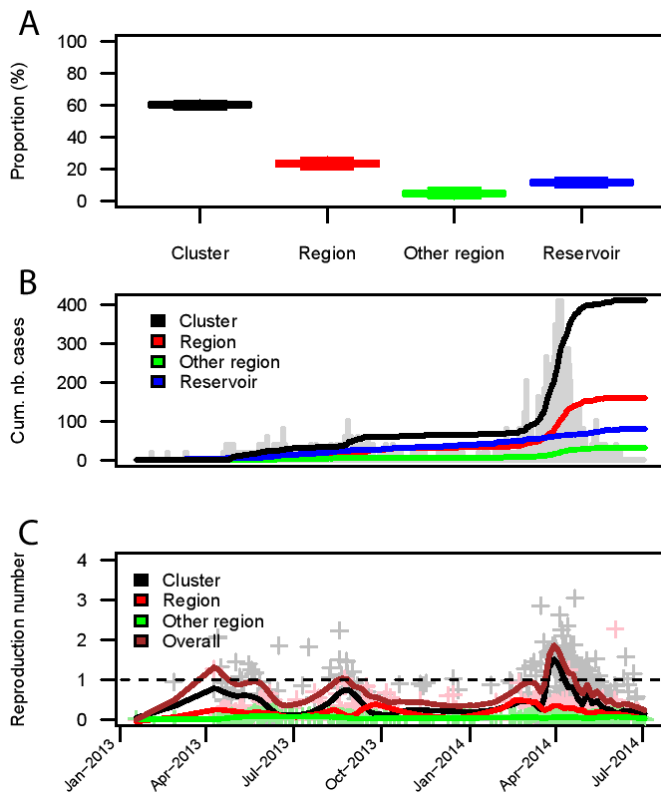 A
Proportion (%)
100
80
60
40
20
0
Cluster Region Other region Reservoir
B
Cum. nb. cases
400
300
200
100
0
Cluster
Region
Other region
Reservoir
C
Reproduction number
4
3
2
1
0
Cluster
Region
Other region
Overall
Jan−2013 Apr−2013 Jul−2013 Oct−2013 Jan−2014 Apr−2014 Jul−2014